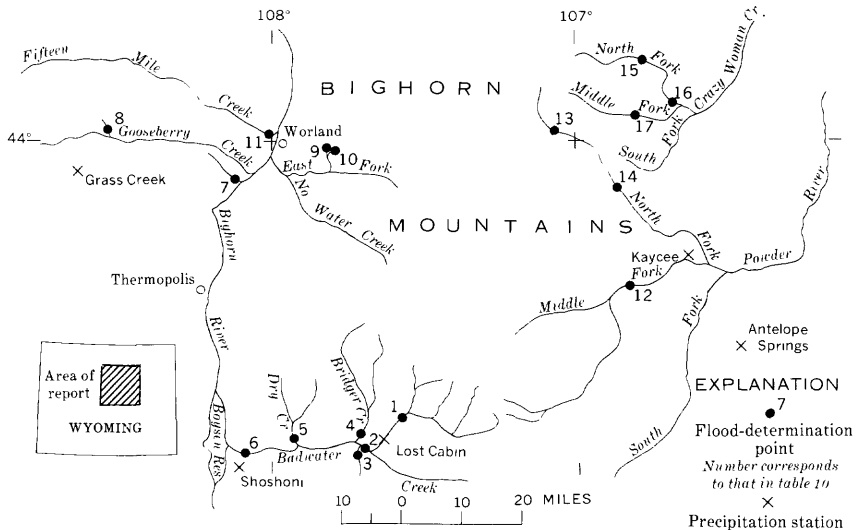 108°
107°
Fifteen Mile Creek
BIGHORN
North Fork
15
16
Crazy Woman Cr.
Middle Fork
17
South Fork
13
44°
8
Gooseberry Creek
11
Worland
9
10
East Fork
Grass Creek
7
No Water Creek
14
North Fork
MOUNTAINS
River
Powder
Bighorn River
Kaycee
Thermopolis
Middle Fork
12
South Fork
Antelope
Springs
Area of
report
WYOMING
Dry Cr
Bridger Cr
1
EXPLANATION
7
Flood-determination
point
Number corresponds
to that in table 10
Precipitation station
Boysen Res
6
5
4
2
3
Lost Cabin
Badwater Creek
Shoshoni
10 0 10 20 MILES